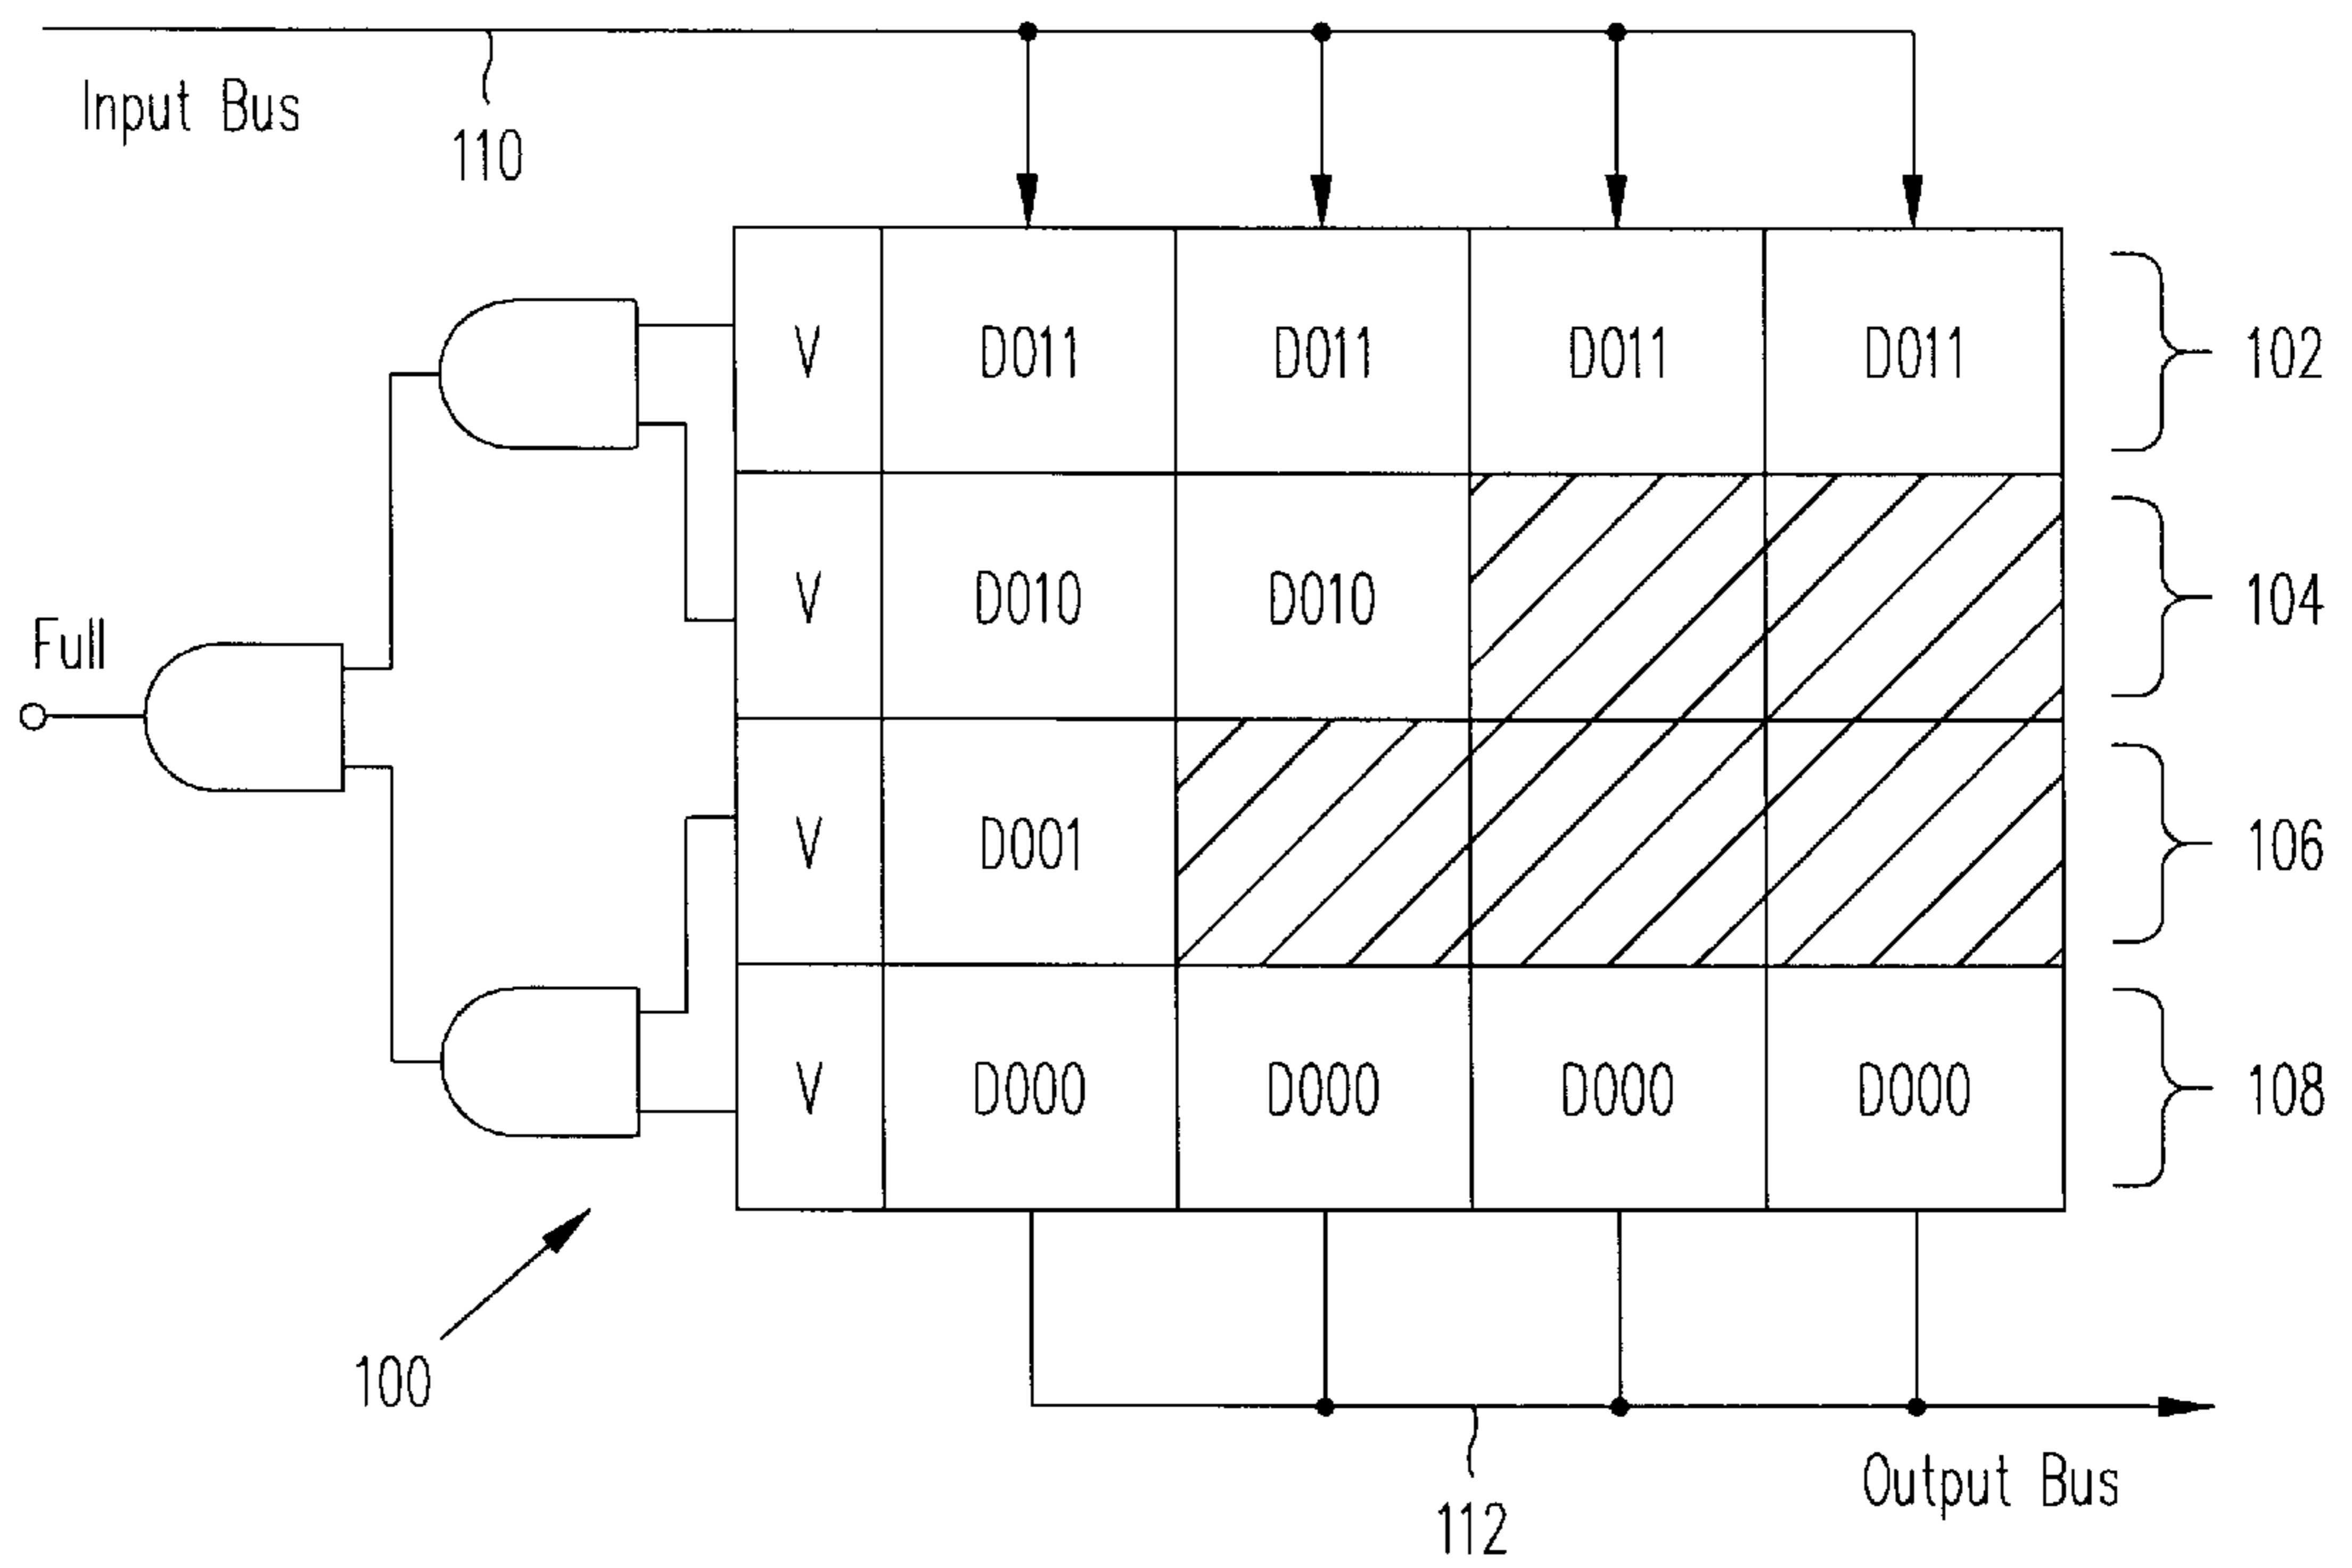 Input Bus
110
V D011 D011 D011 D011 102
V D010 D010 104
Full
V D001 106
V D000 D000 D000 D000 108
100
112
Output Bus